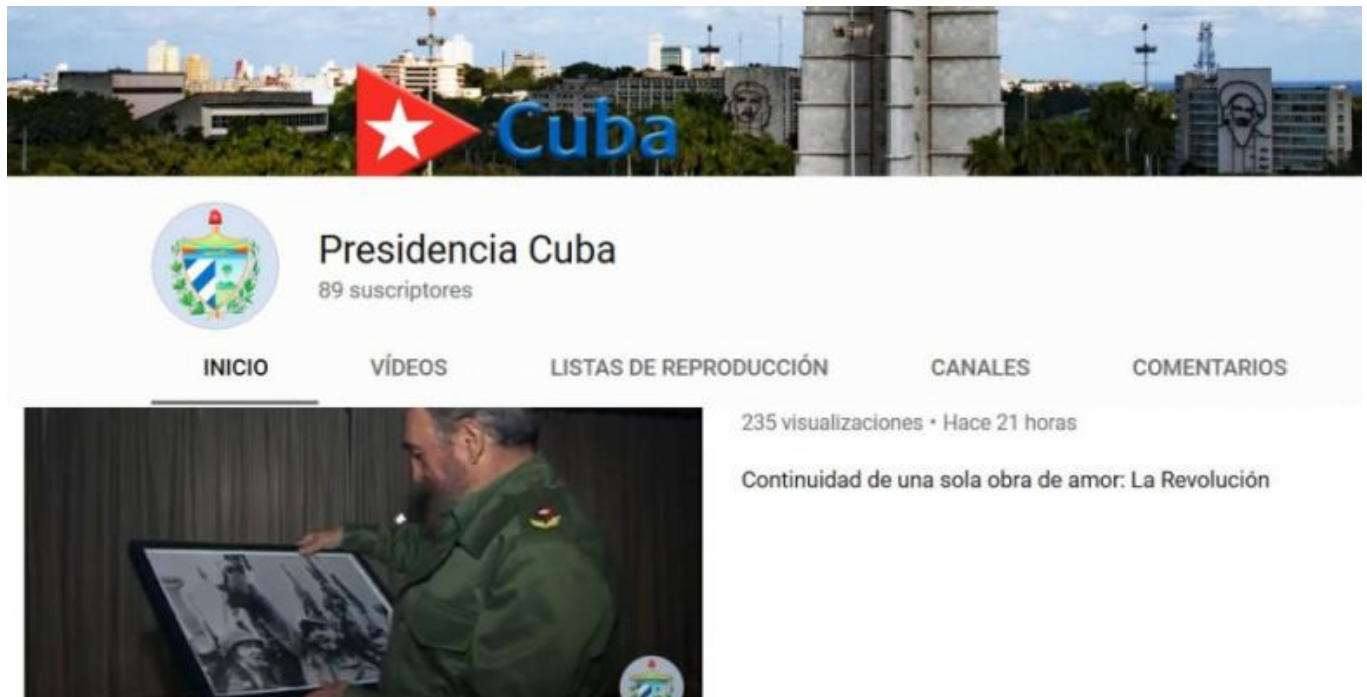 Cuba
Presidencia Cuba
89 suscriptores
INICIO VÍDEOS LISTAS DE REPRODUCCIÓN CANALES COMENTARIOS
235 visualizaciones • Hace 21 horas
Continuidad de una sola obra de amor: La Revolución